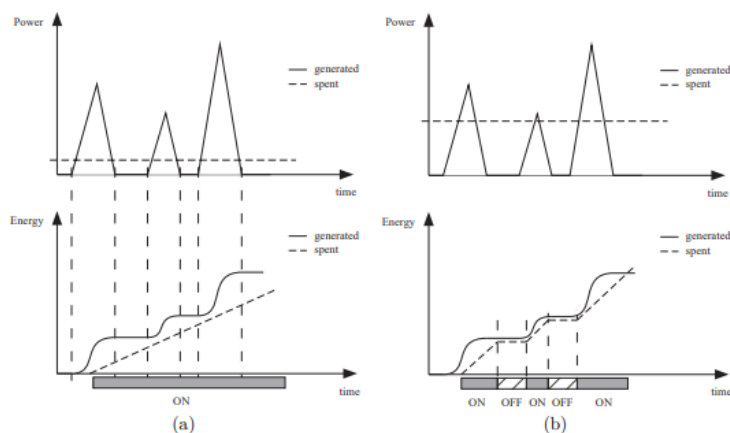 Power
generated
spent
time
Energy
generated
spent
time
ON
(a)
Power
generated
spent
time
Energy
generated
spent
time
ON OFF ON OFF ON
(b)